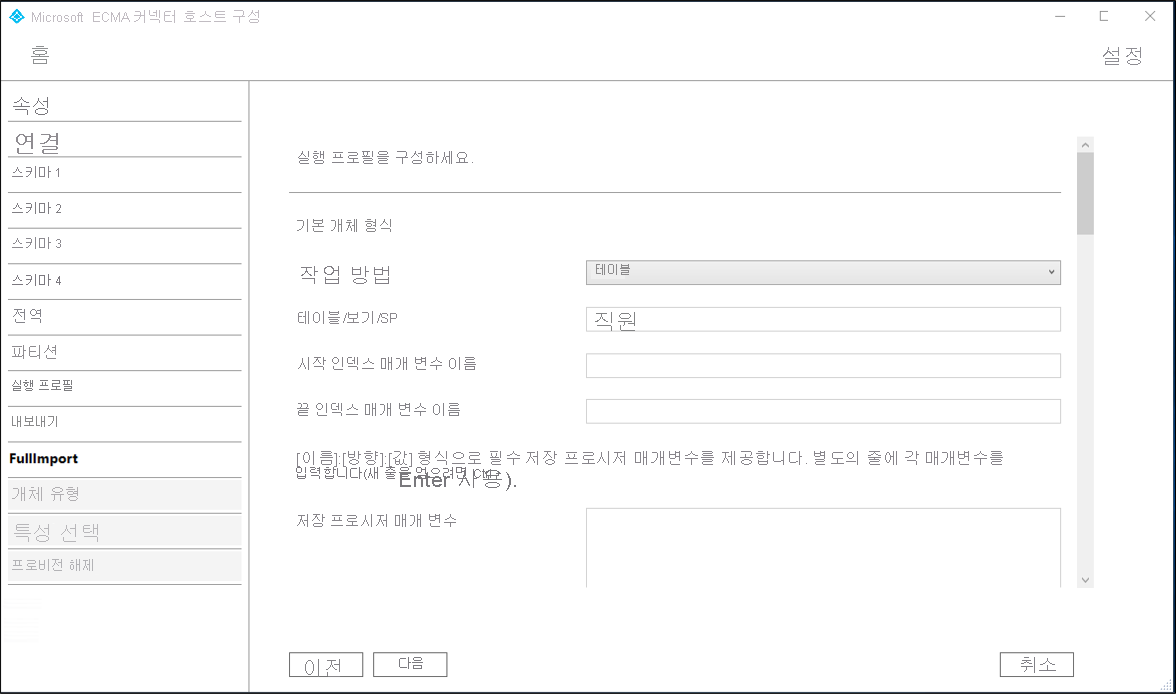 Microsoft ECMA 커넥터 호스트 구성
홈
설정
속성
연결
스키마 1
스키마 2
스키마 3
스키마 4
전역
파티션
실행 프로필
내보내기
FullImport
개체 유형
특성 선택
프로비전 해제
실행 프로필을 구성하세요.
기본 개체 형식
작업 방법
테이블
테이블/보기/SP
직원
시작 인덱스 매개 변수 이름
끝 인덱스 매개 변수 이름
[이름]:[방향]:[값] 형식으로 필수 저장 프로시저 매개변수를 제공합니다. 별도의 줄에 각 매개변수를
입력합니다(새 줄을 얻으려면 Ctrl
Enter 사용).
저장 프로시저 매개 변수
이전
다음
취소